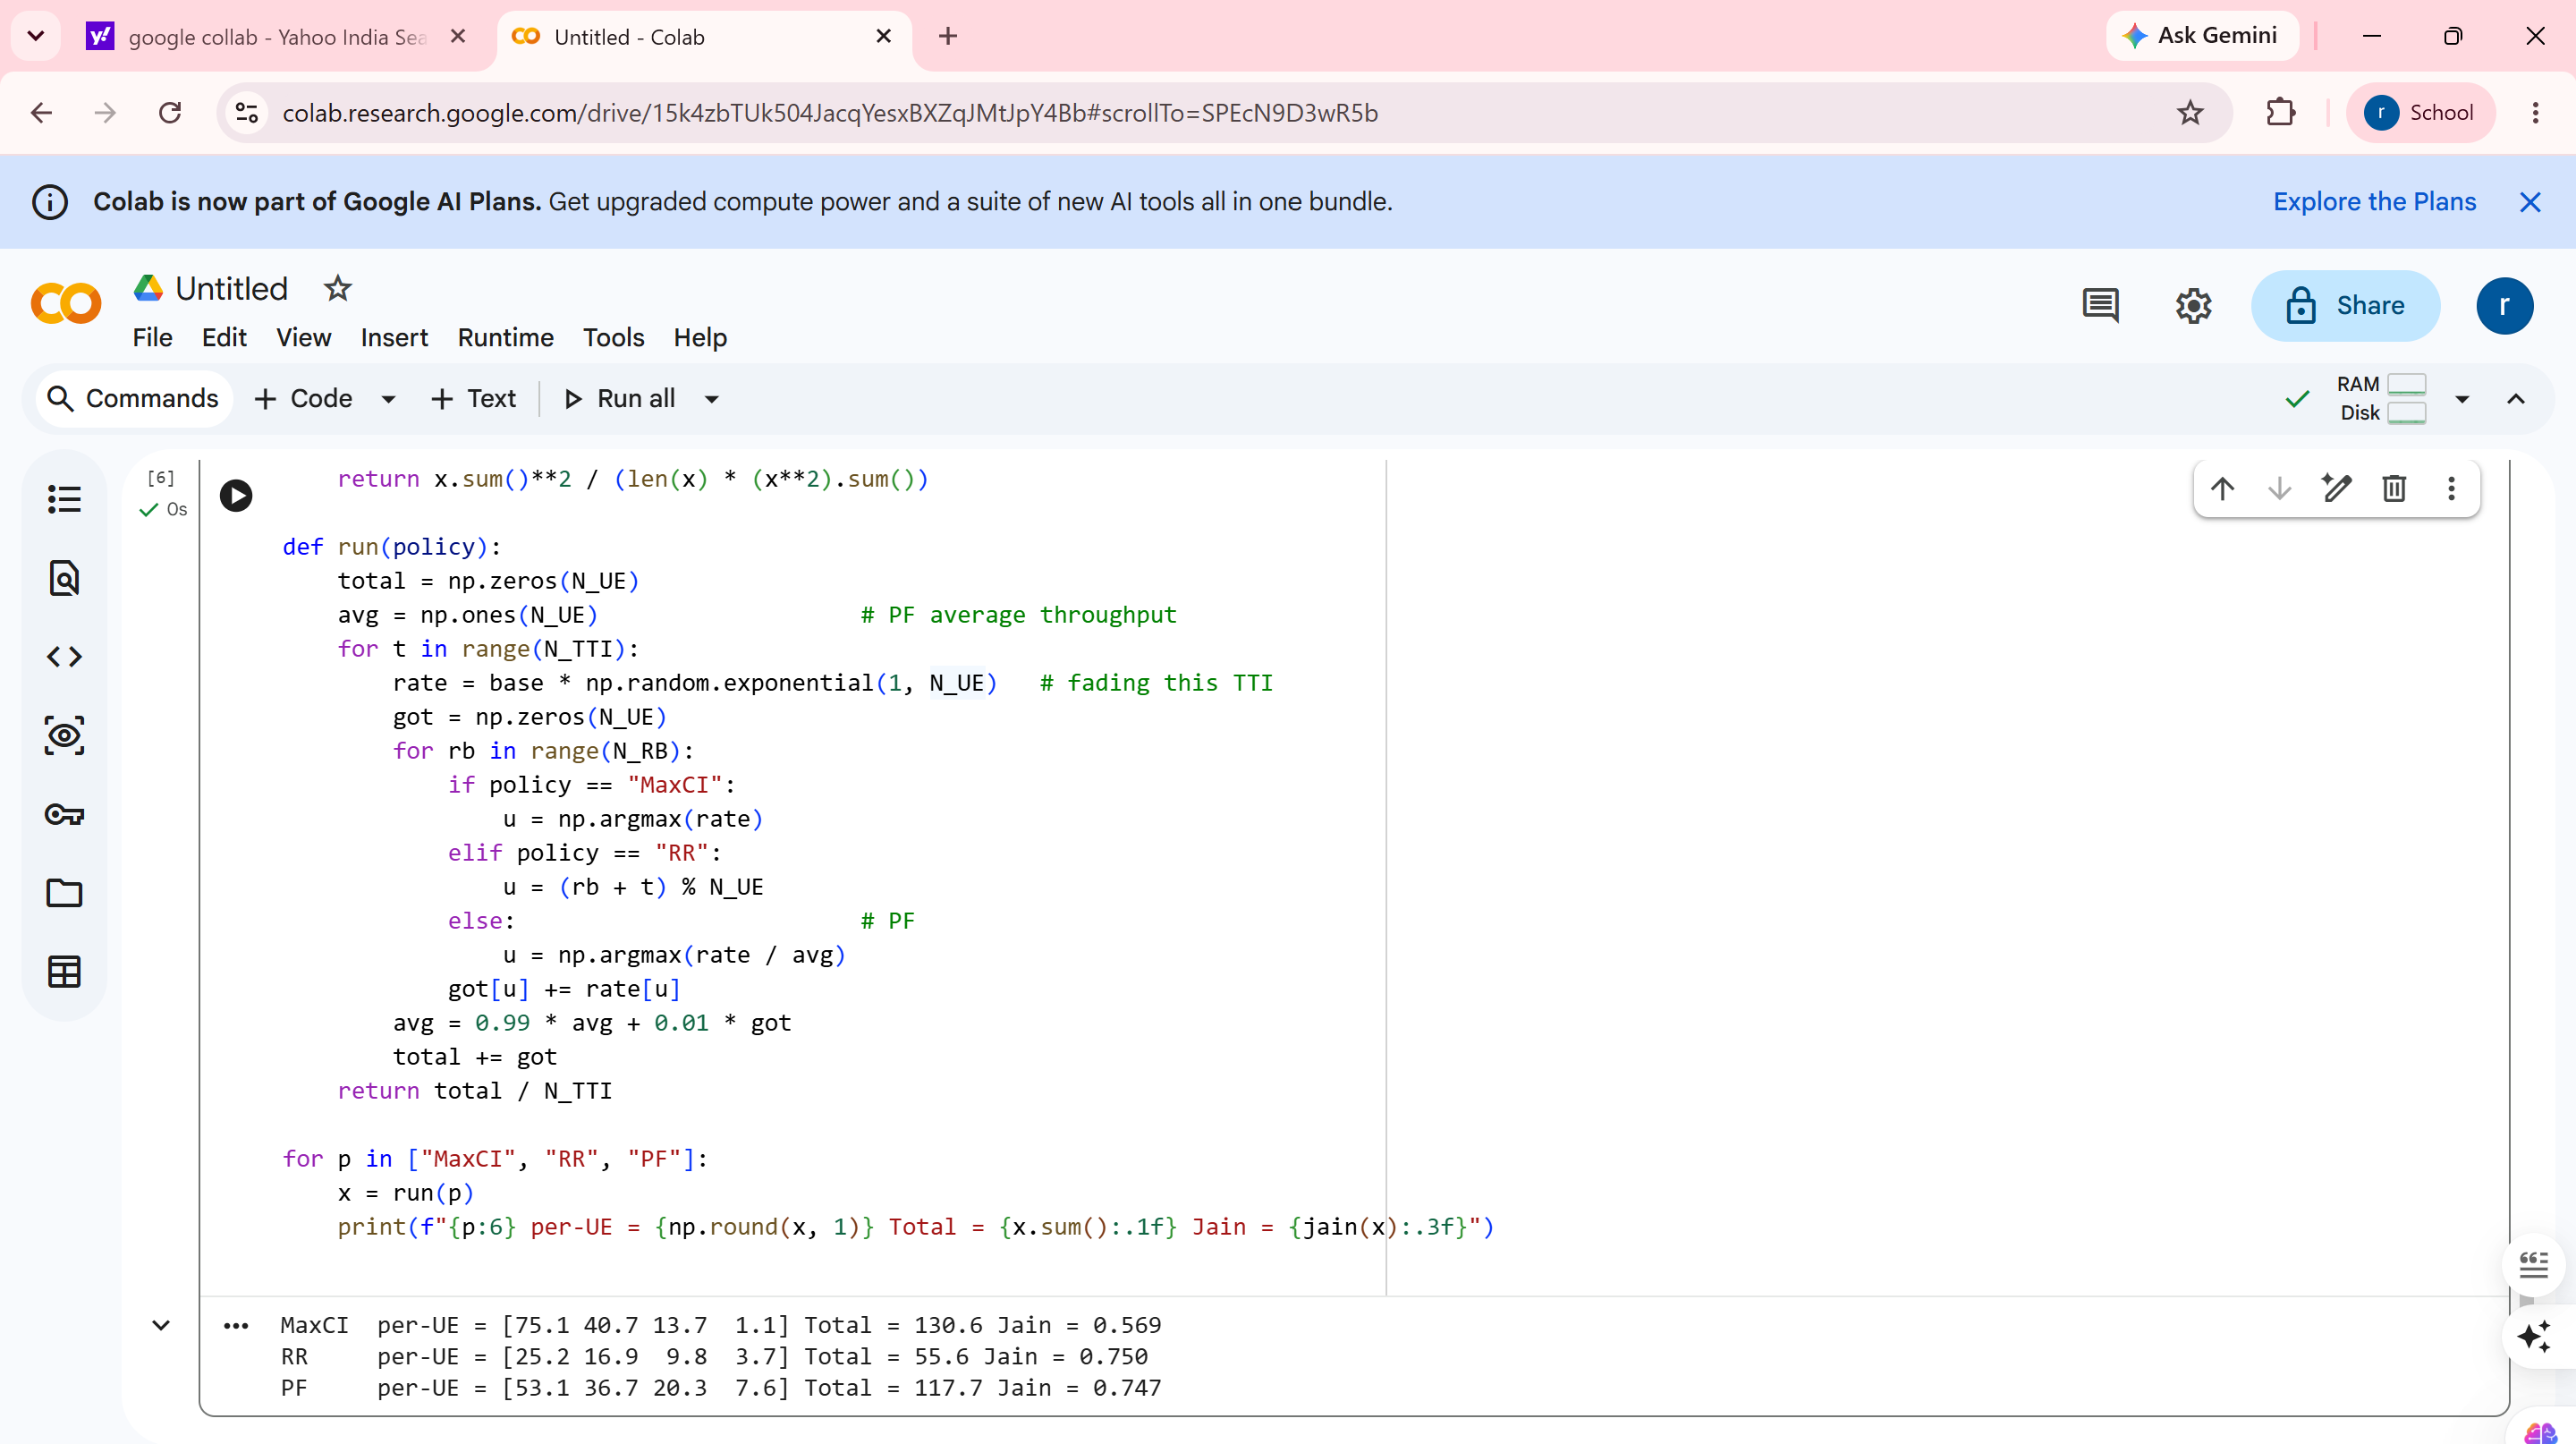 google collab - Yahoo India Sea
Untitled - Colab
Ask Gemini
colab.research.google.com/drive/15k4zbTUk504JacqYesxBXZqJMtJpY4Bb#scrollTo=SPEcN9D3wR5b
r
School
Colab is now part of Google AI Plans. Get upgraded compute power and a suite of new AI tools all in one bundle.
Explore the Plans
Untitled
File Edit View Insert Runtime Tools Help
Share
r
Commands + Code + Text Run all
RAM
Disk
[6]
0s
    return x.sum()**2 / (len(x) * (x**2).sum())
def run(policy):
    total = np.zeros(N_UE)
    avg = np.ones(N_UE)                   # PF average throughput
    for t in range(N_TTI):
        rate = base * np.random.exponential(1, N_UE)   # fading this TTI
        got = np.zeros(N_UE)
        for rb in range(N_RB):
            if policy == "MaxCI":
                u = np.argmax(rate)
            elif policy == "RR":
                u = (rb + t) % N_UE
            else:                         # PF
                u = np.argmax(rate / avg)
            got[u] += rate[u]
        avg = 0.99 * avg + 0.01 * got
        total += got
    return total / N_TTI
for p in ["MaxCI", "RR", "PF"]:
    x = run(p)
    print(f"{p:6} per-UE = {np.round(x, 1)} Total = {x.sum():.1f} Jain = {jain(x):.3f}")
MaxCI  per-UE = [75.1 40.7 13.7  1.1] Total = 130.6 Jain = 0.569
RR     per-UE = [25.2 16.9  9.8  3.7] Total = 55.6 Jain = 0.750
PF     per-UE = [53.1 36.7 20.3  7.6] Total = 117.7 Jain = 0.747